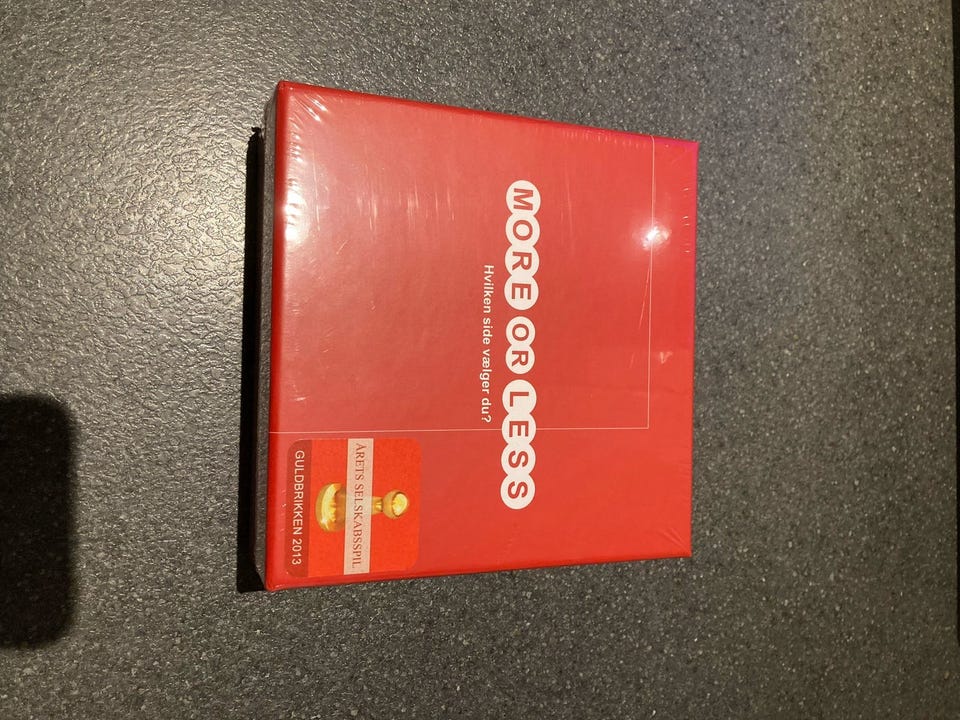 MORE OR LESS
Hvilken side vælger du?
ÅRETS SELSKABSSPIL
GULDBRIKKEN 2013